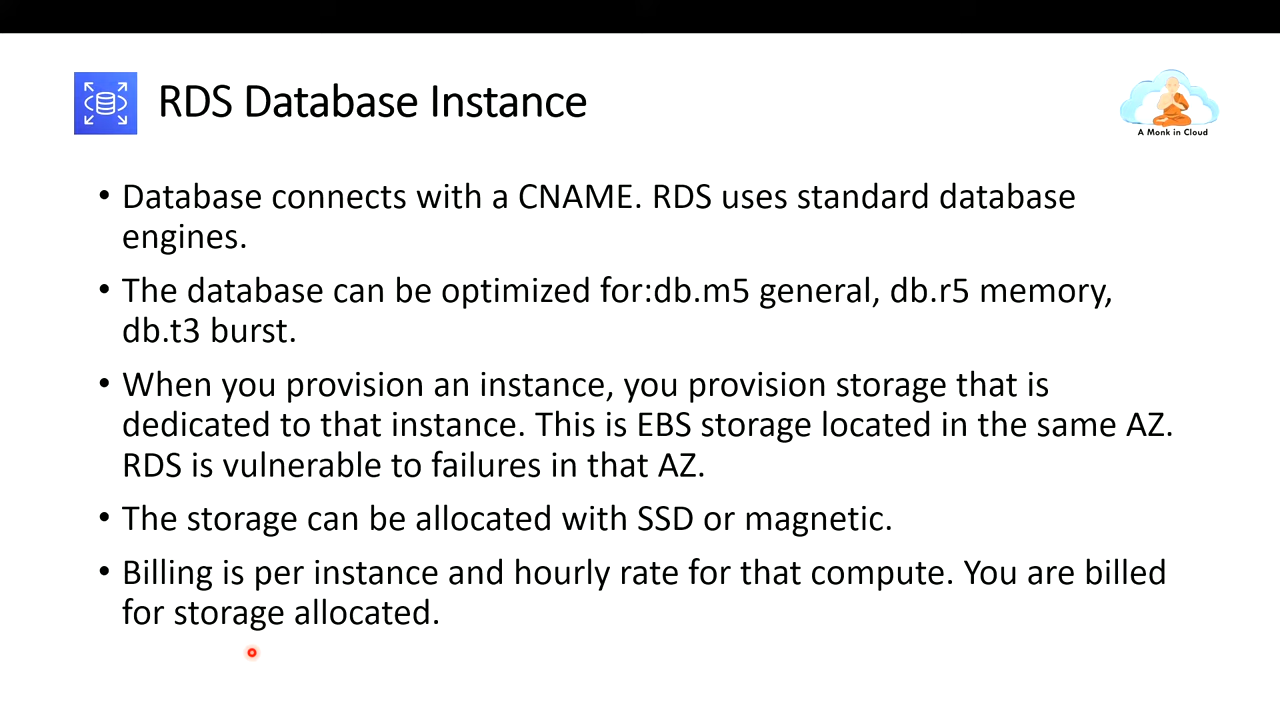 RDS Database Instance
A Monk in Cloud
• Database connects with a CNAME. RDS uses standard database
engines.
• The database can be optimized for:db.m5 general, db.r5 memory,
db.t3 burst.
• When you provision an instance, you provision storage that is
dedicated to that instance. This is EBS storage located in the same AZ.
RDS is vulnerable to failures in that AZ.
• The storage can be allocated with SSD or magnetic.
• Billing is per instance and hourly rate for that compute. You are billed
for storage allocated.